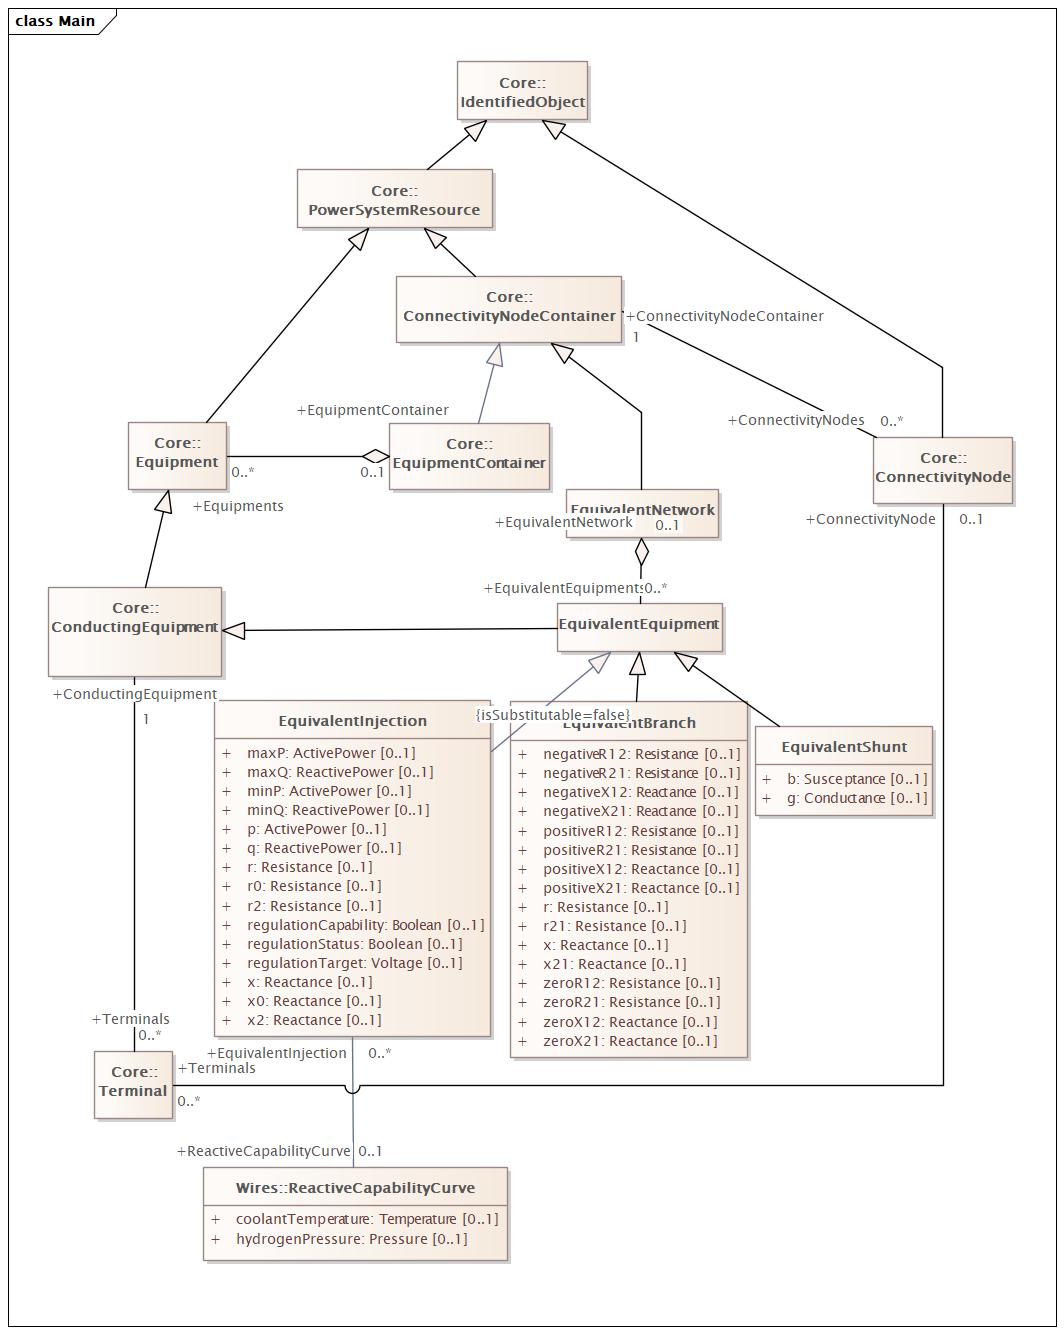 class Main
Core::
IdentifiedObject
Core::
PowerSystemResource
Core::
ConnectivityNodeContainer
+ConnectivityNodeContainer
1
+EquipmentContainer
+ConnectivityNodes 0..*
Core::
Equipment
0..*
0..1
Core::
EquipmentContainer
Core::
ConnectivityNode
+Equipments
EquivalentNetwork
+EquivalentNetwork 0..1
+ConnectivityNode 0..1
+EquivalentEquipments 0..*
Core::
ConductingEquipment
EquivalentEquipment
+ConductingEquipment
1
{isSubstitutable=false}
EquivalentInjection
+ maxP: ActivePower [0..1]
+ maxQ: ReactivePower [0..1]
+ minP: ActivePower [0..1]
+ minQ: ReactivePower [0..1]
+ p: ActivePower [0..1]
+ q: ReactivePower [0..1]
+ r: Resistance [0..1]
+ r0: Resistance [0..1]
+ r2: Resistance [0..1]
+ regulationCapability: Boolean [0..1]
+ regulationStatus: Boolean [0..1]
+ regulationTarget: Voltage [0..1]
+ x: Reactance [0..1]
+ x0: Reactance [0..1]
+ x2: Reactance [0..1]
EquivalentBranch
+ negativeR12: Resistance [0..1]
+ negativeR21: Resistance [0..1]
+ negativeX12: Reactance [0..1]
+ negativeX21: Reactance [0..1]
+ positiveR12: Resistance [0..1]
+ positiveR21: Resistance [0..1]
+ positiveX12: Reactance [0..1]
+ positiveX21: Reactance [0..1]
+ r: Resistance [0..1]
+ r21: Resistance [0..1]
+ x: Reactance [0..1]
+ x21: Reactance [0..1]
+ zeroR12: Resistance [0..1]
+ zeroR21: Resistance [0..1]
+ zeroX12: Reactance [0..1]
+ zeroX21: Reactance [0..1]
EquivalentShunt
+ b: Susceptance [0..1]
+ g: Conductance [0..1]
+Terminals
0..*
Core::
Terminal
+Terminals
0..*
+EquivalentInjection 0..*
+ReactiveCapabilityCurve 0..1
Wires::ReactiveCapabilityCurve
+ coolantTemperature: Temperature [0..1]
+ hydrogenPressure: Pressure [0..1]